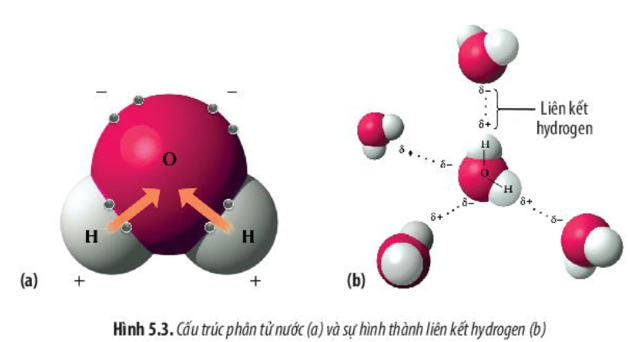 − −
O
H H
+ +
(a)
δ−
δ+
Liên kết
hydrogen
H
O
H
δ
δ−
δ+
δ−
δ+
δ−
(b)
Hình 5.3. Cấu trúc phân tử nước (a) và sự hình thành liên kết hydrogen (b)